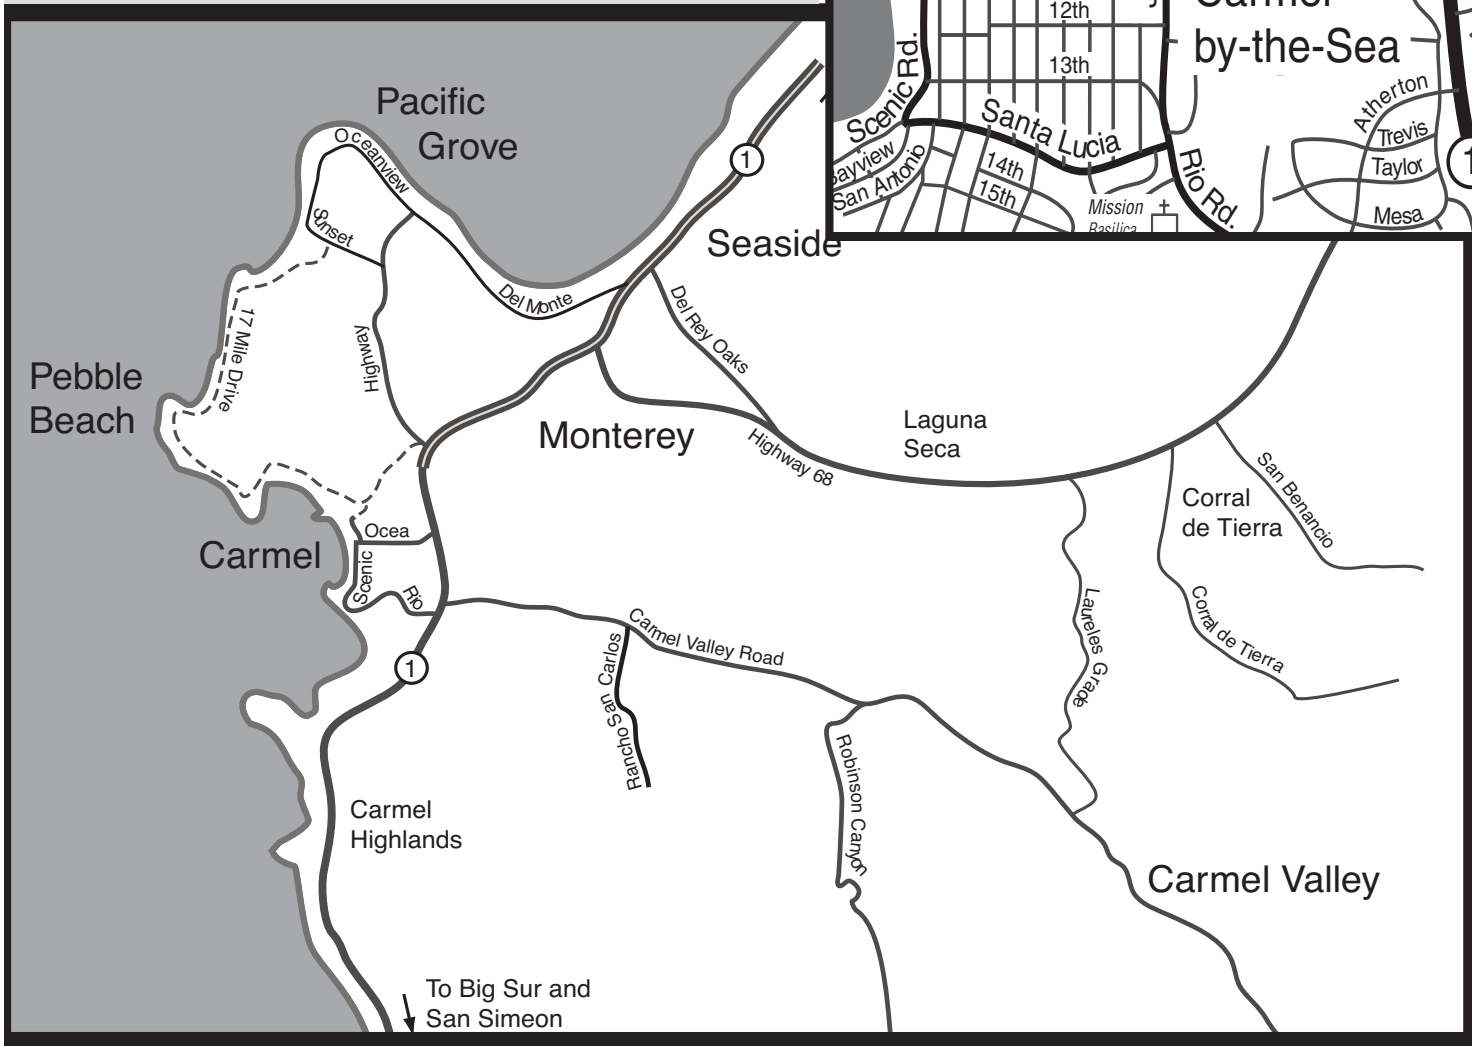 12th
Carmel
by-the-Sea
13th
Scenic Rd.
Santa Lucia
Atherton
Trevis
Taylor
Mesa
1
Bayview
San Antonio
14th
15th
Rio Rd.
Mission
Basilica
Pacific
Grove
Oceanview
Sunset
1
Seaside
Del Monte
Del Rey Oaks
17 Mile Drive
Highway
Pebble
Beach
Monterey
Highway 68
Laguna
Seca
San Benancio
Corral
de Tierra
Ocea
Carmel
Scenic
Rio
Laureles Grade
Corral de Tierra
Carmel Valley Road
Rancho San Carlos
1
Robinson Canyon
Carmel
Highlands
Carmel Valley
To Big Sur and
San Simeon